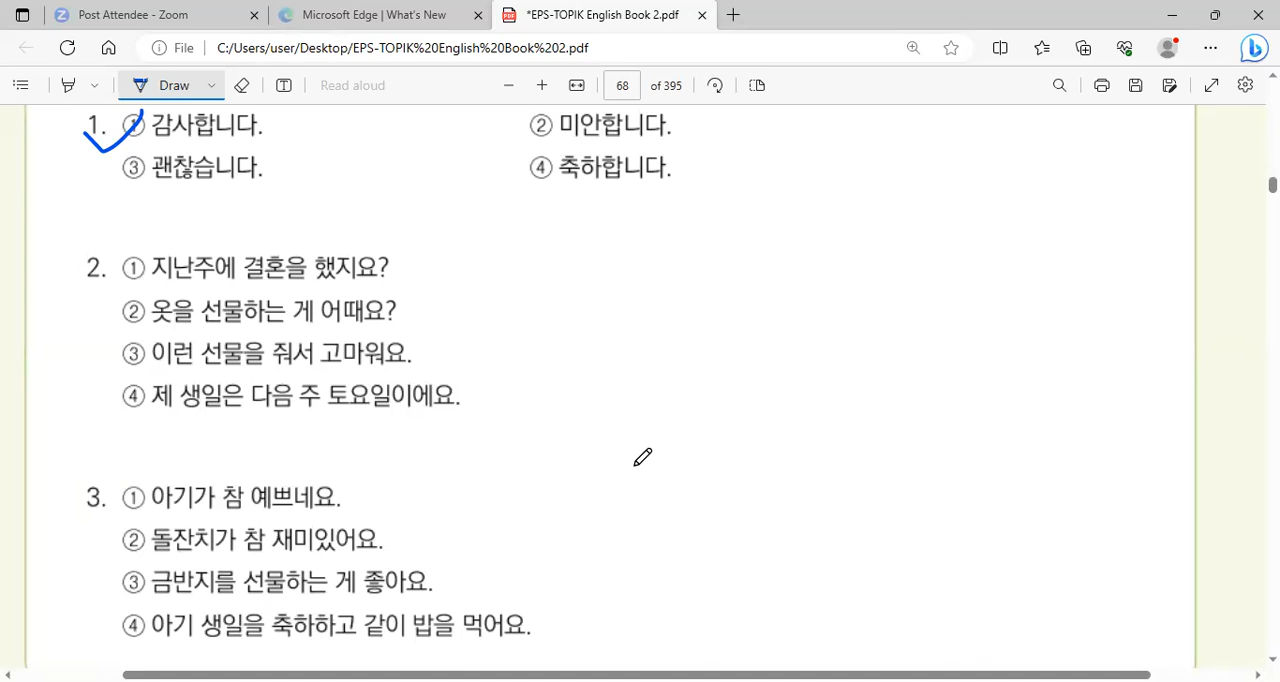 Post Attendee - Zoom
Microsoft Edge | What's New
*EPS-TOPIK English Book 2.pdf
File C:/Users/user/Desktop/EPS-TOPIK%20English%20Book%202.pdf
Draw Read aloud 68 of 395
1. ① 감사합니다. ② 미안합니다.
③ 괜찮습니다. ④ 축하합니다.
2. ① 지난주에 결혼을 했지요?
② 옷을 선물하는 게 어때요?
③ 이런 선물을 줘서 고마워요.
④ 제 생일은 다음 주 토요일이에요.
3. ① 아기가 참 예쁘네요.
② 돌잔치가 참 재미있어요.
③ 금반지를 선물하는 게 좋아요.
④ 아기 생일을 축하하고 같이 밥을 먹어요.